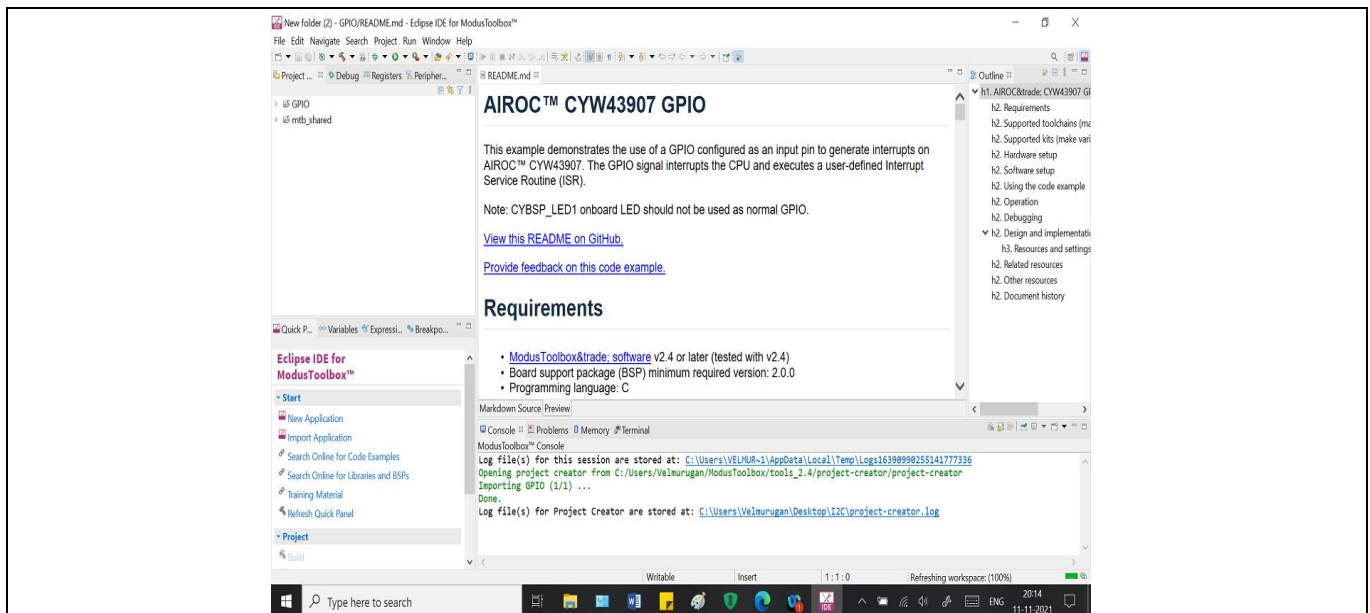 New folder (2) - GPIO/README.md - Eclipse IDE for ModusToolbox™
File Edit Navigate Search Project Run Window Help
Project ... Debug Registers Peripher...
GPIO
mtb_shared
README.md
AIROC™ CYW43907 GPIO
This example demonstrates the use of a GPIO configured as an input pin to generate interrupts on
AIROC™ CYW43907. The GPIO signal interrupts the CPU and executes a user-defined Interrupt
Service Routine (ISR).
Note: CYBSP_LED1 onboard LED should not be used as normal GPIO.
View this README on GitHub.
Provide feedback on this code example.
Requirements
• ModusToolbox&trade; software v2.4 or later (tested with v2.4)
• Board support package (BSP) minimum required version: 2.0.0
• Programming language: C
Markdown Source Preview
Outline
h1. AIROC&trade; CYW43907 GI
h2. Requirements
h2. Supported toolchains (ma
h2. Supported kits (make vari
h2. Hardware setup
h2. Software setup
h2. Using the code example
h2. Operation
h2. Debugging
h2. Design and implementatio
h3. Resources and settings
h2. Related resources
h2. Other resources
h2. Document history
Quick P... Variables Expressi... Breakpo...
Eclipse IDE for
ModusToolbox™
Start
New Application
Import Application
Search Online for Code Examples
Search Online for Libraries and BSPs
Training Material
Refresh Quick Panel
Project
Build
Console Problems Memory Terminal
ModusToolbox™ Console
Log file(s) for this session are stored at: C:\Users\VELMUR~1\AppData\Local\Temp\Logs16390990255141777336
Opening project creator from C:/Users/Velmurugan/ModusToolbox/tools_2.4/project-creator/project-creator
Importing GPIO (1/1) ...
Done.
Log file(s) for Project Creator are stored at: C:\Users\Velmurugan\Desktop\I2C\project-creator.log
Writable Insert 1:1:0 Refreshing workspace: (100%)
Type here to search
IDE
ENG
20:14
11-11-2021